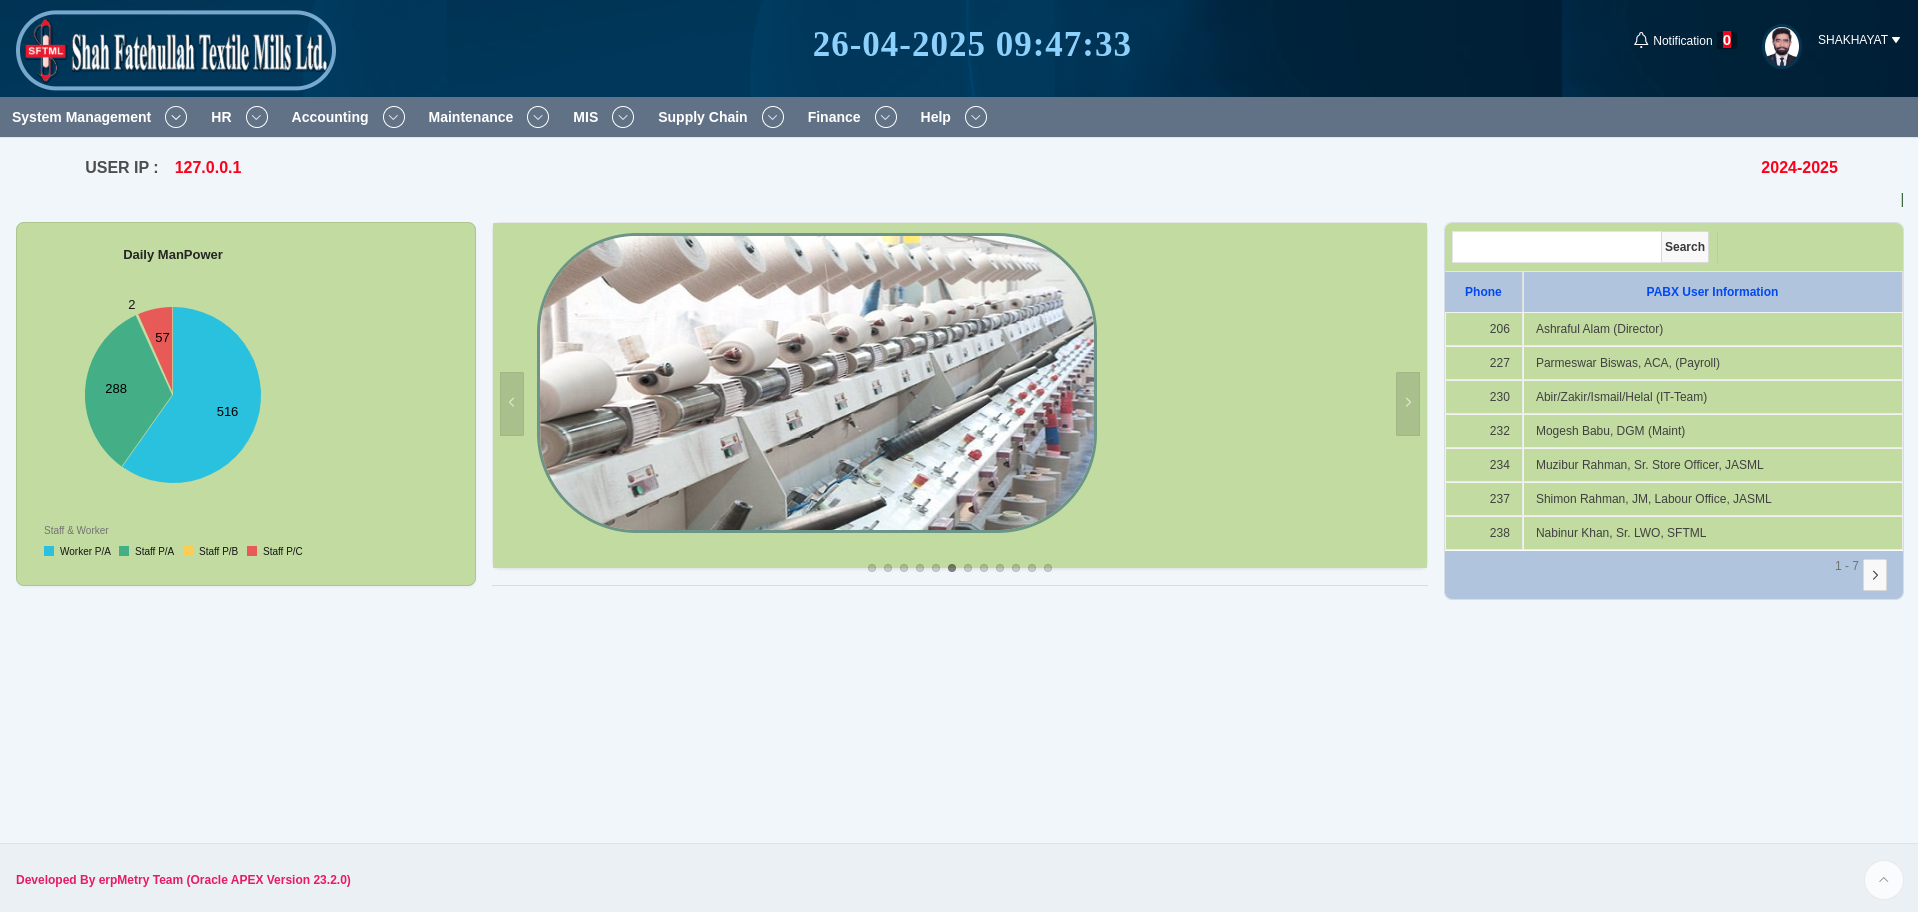 SFTML
Shah Fatehullah Textile Mills Ltd.
26-04-2025 09:47:33
Notification 0
SHAKHAYAT
System Management
HR
Accounting
Maintenance
MIS
Supply Chain
Finance
Help
USER IP : 127.0.0.1
2024-2025
Daily ManPower
2
57
288
516
Staff & Worker
Worker P/A Staff P/A Staff P/B Staff P/C
Search
Phone PABX User Information
206 Ashraful Alam (Director)
227 Parmeswar Biswas, ACA, (Payroll)
230 Abir/Zakir/Ismail/Helal (IT-Team)
232 Mogesh Babu, DGM (Maint)
234 Muzibur Rahman, Sr. Store Officer, JASML
237 Shimon Rahman, JM, Labour Office, JASML
238 Nabinur Khan, Sr. LWO, SFTML
1 - 7
Developed By erpMetry Team (Oracle APEX Version 23.2.0)